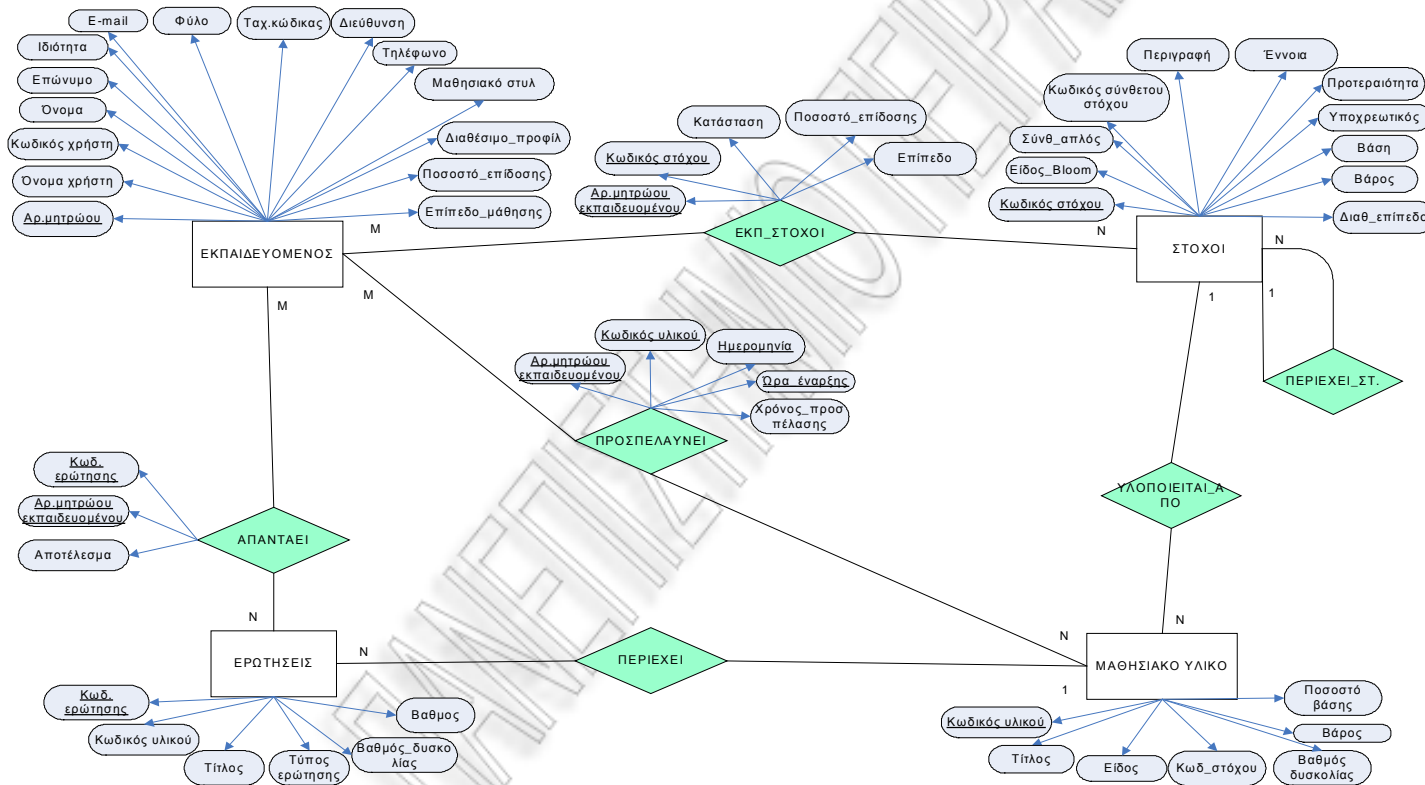 E-mail
Φύλο
Ταχ.κώδικας
Διεύθυνση
Τηλέφωνο
Ιδιότητα
Επώνυμο
Όνομα
Κωδικός χρήστη
Όνομα χρήστη
Αρ.μητρώου
Μαθησιακό στυλ
Διαθέσιμο_προφίλ
Ποσοστό_επίδοσης
Επίπεδο_μάθησης
ΕΚΠΑΙΔΕΥΟΜΕΝΟΣ
M
M
M
Κατάσταση
Ποσοστό_επίδοσης
Κωδικός στόχου
Επίπεδο
Αρ.μητρώου
εκπαιδευομένου
ΕΚΠ_ΣΤΟΧΟΙ
N
Περιγραφή
Έννοια
Κωδικός σύνθετου
στόχου
Προτεραιότητα
Σύνθ_απλός
Υποχρεωτικός
Είδος_Bloom
Βάση
Κωδικός στόχου
Βάρος
Διαθ_επίπεδο
ΣΤΟΧΟΙ
N
1
1
ΠΕΡΙΕΧΕΙ_ΣΤ.
Κωδικός υλικού
Ημερομηνία
Αρ.μητρώου
εκπαιδευομένου
Ώρα_έναρξης
Χρόνος_προσ
πέλασης
ΠΡΟΣΠΕΛΑΥΝΕΙ
ΥΛΟΠΟΙΕΙΤΑΙ_Α
ΠΟ
Κωδ.
ερώτησης
Αρ.μητρώου
εκπαιδευομένου
Αποτέλεσμα
ΑΠΑΝΤΑΕΙ
N
ΕΡΩΤΗΣΕΙΣ
N
ΠΕΡΙΕΧΕΙ
N
N
1
ΜΑΘΗΣΙΑΚΟ ΥΛΙΚΟ
Κωδ.
ερώτησης
Κωδικός υλικού
Τίτλος
Τύπος
ερώτησης
Βαθμός_δυσκο
λίας
Βαθμος
Κωδικός υλικού
Τίτλος
Είδος
Κωδ_στόχου
Βαθμός
δυσκολίας
Βάρος
Ποσοστό
βάσης